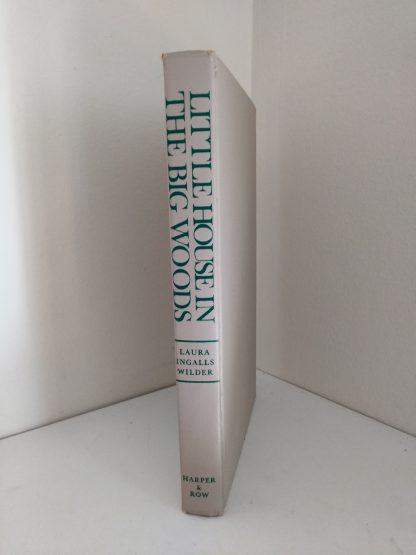 LITTLE HOUSE IN
THE BIG WOODS
LAURA
INGALLS
WILDER
HARPER
&
ROW